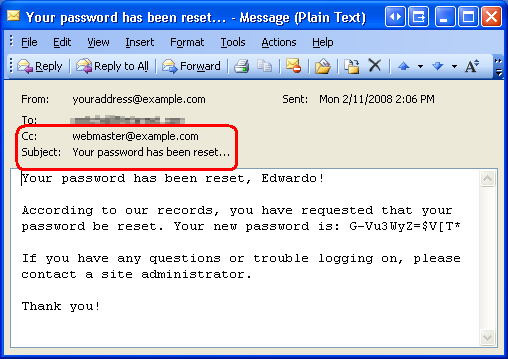 Your password has been reset... - Message (Plain Text)
File Edit View Insert Format Tools Actions Help
Reply Reply to All Forward A
From: youraddress@example.com Sent: Mon 2/11/2008 2:06 PM
To:
Cc: webmaster@example.com
Subject: Your password has been reset...
Your password has been reset, Edwardo!
According to our records, you have requested that your
password be reset. Your new password is: G-Vu3WyZ=$V[T*
If you have any questions or trouble logging on, please
contact a site administrator.
Thank you!